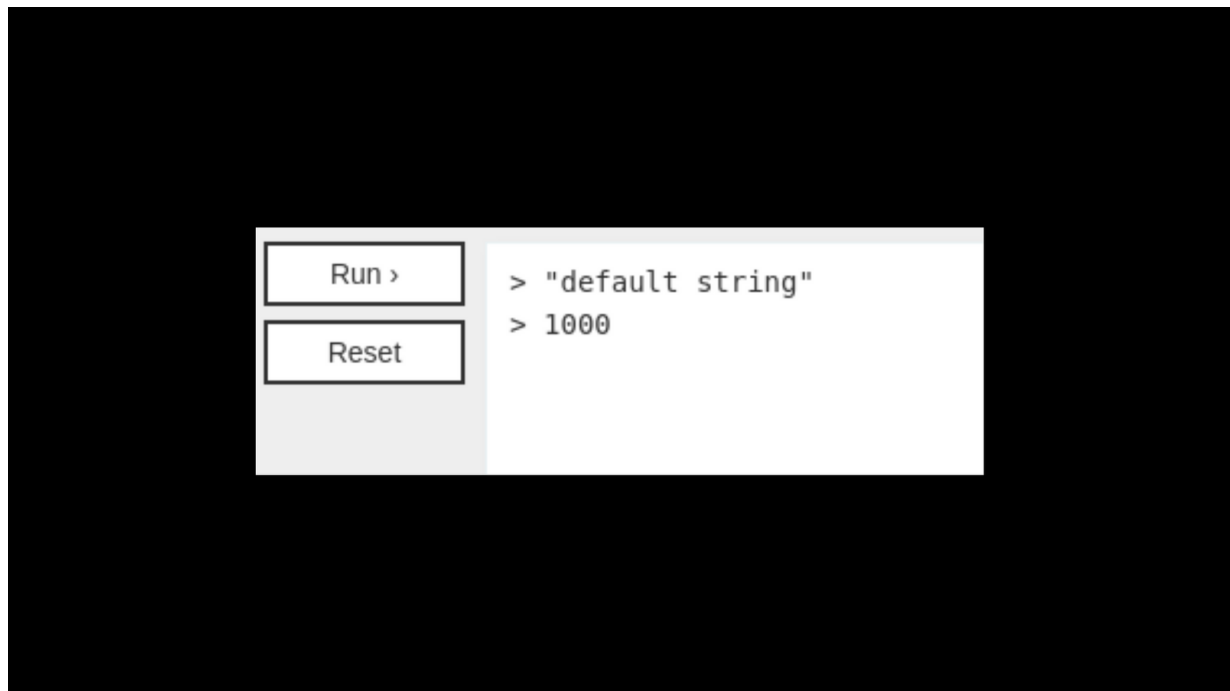 Run ›
Reset
> "default string"
> 1000